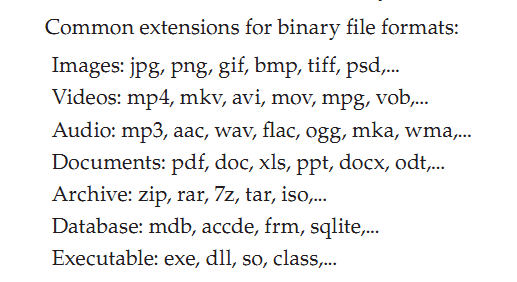 Common extensions for binary file formats:
Images: jpg, png, gif, bmp, tiff, psd,...
Videos: mp4, mkv, avi, mov, mpg, vob,...
Audio: mp3, aac, wav, flac, ogg, mka, wma,...
Documents: pdf, doc, xls, ppt, docx, odt,...
Archive: zip, rar, 7z, tar, iso,...
Database: mdb, accde, frm, sqlite,...
Executable: exe, dll, so, class,...